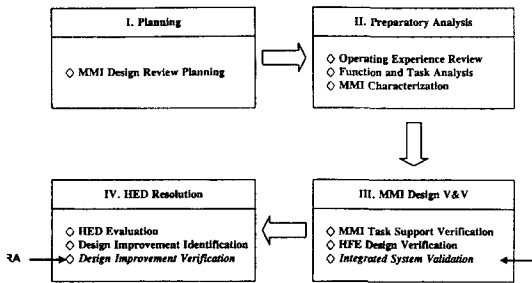 I. Planning
◇ MMI Design Review Planning
II. Preparatory Analysis
◇ Operating Experience Review
◇ Function and Task Analysis
◇ MMI Characterization
IV. HED Resolution
◇ HED Evaluation
◇ Design Improvement Identification
◇ Design Improvement Verification
RA
III. MMI Design V&V
◇ MMI Task Support Verification
◇ HFE Design Verification
◇ Integrated System Validation